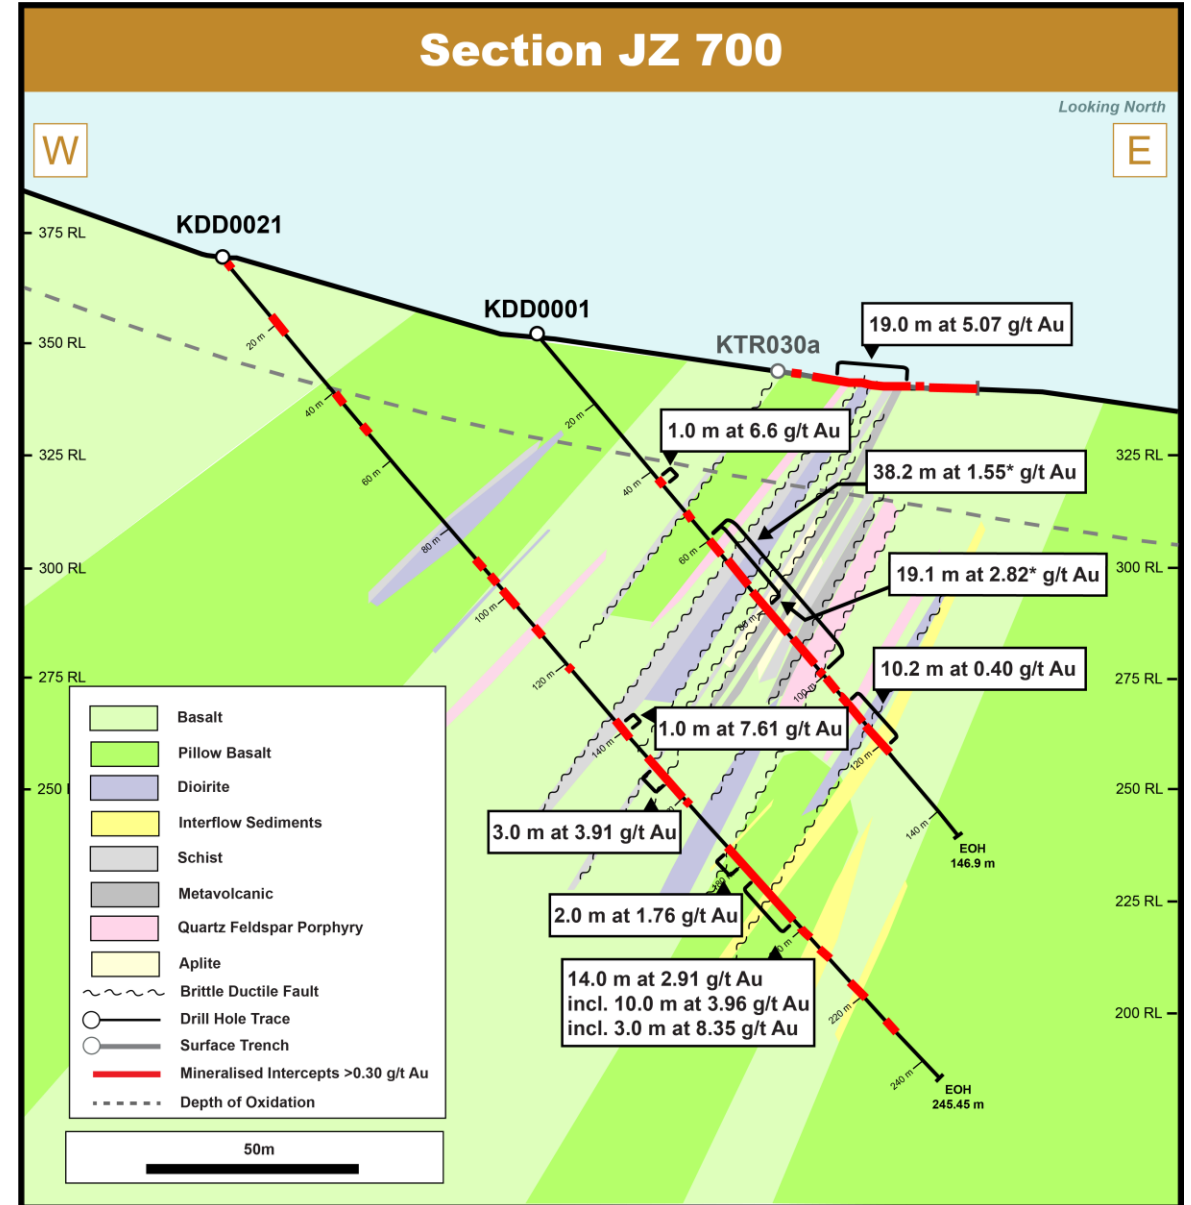 Section JZ 700
Looking North
W
E
KDD0021
375 RL
KDD0001
19.0 m at 5.07 g/t Au
KTR030a
350 RL
20 m
40 m
60 m
80 m
100 m
120 m
140 m
220 m
240 m
20 m
40 m
60 m
80 m
100 m
120 m
140 m
1.0 m at 6.6 g/t Au
325 RL
325 RL
38.2 m at 1.55* g/t Au
300 RL
300 RL
19.1 m at 2.82* g/t Au
10.2 m at 0.40 g/t Au
275 RL
275 RL
1.0 m at 7.61 g/t Au
250
250 RL
3.0 m at 3.91 g/t Au
EOH
146.9 m
2.0 m at 1.76 g/t Au
225 RL
14.0 m at 2.91 g/t Au
incl. 10.0 m at 3.96 g/t Au
incl. 3.0 m at 8.35 g/t Au
200 RL
EOH
245.45 m
Basalt
Pillow Basalt
Dioirite
Interflow Sediments
Schist
Metavolcanic
Quartz Feldspar Porphyry
Aplite
Brittle Ductile Fault
Drill Hole Trace
Surface Trench
Mineralised Intercepts >0.30 g/t Au
Depth of Oxidation
50m